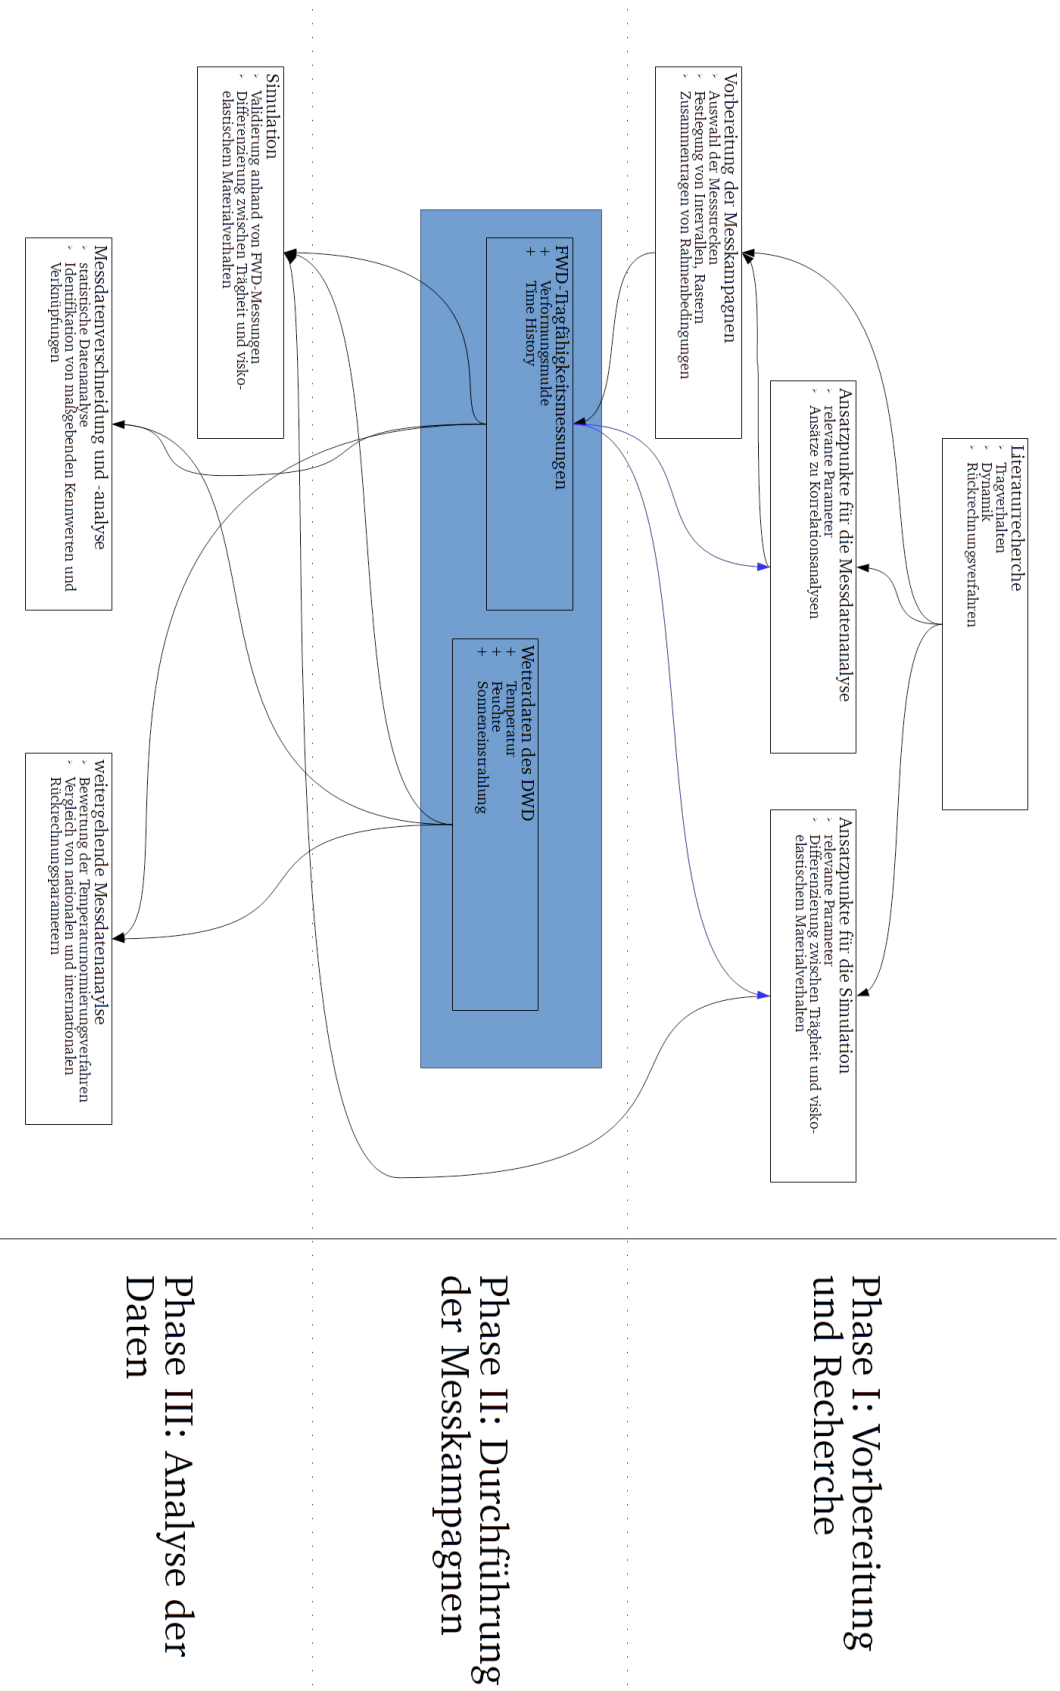 Literaturrecherche
Tragverhalten
Dynamik
Rückrechnungsverfahren
Ansatzpunkte für die Messdatenanalyse
relevante Parameter
Ansätze zu Korrelationsanalysen
Ansatzpunkte für die Simulation
relevante Parameter
Differenzierung zwischen Trägheit und visko-
elastischem Materialverhalten
Vorbereitung der Messkampagnen
Auswahl der Messstrecken
Festlegung von Intervallen, Rastern
Zusammentragen von Rahmenbedingungen
Phase I: Vorbereitung
und Recherche
FWD-Tragfähigkeitsmessungen
+ Verformungsmulde
+ Time History
Wetterdaten des DWD
+ Temperatur
+ Feuchte
+ Sonneneinstrahlung
Phase II: Durchführung
der Messkampagnen
Simulation
Validierung anhand von FWD-Messungen
Differenzierung zwischen Trägheit und visko-
elastischem Materialverhalten
Messdatenverschneidung und -analyse
statistische Datenanalyse
Identifikation von maßgebenden Kennwerten und
Verknüpfungen
weitergehende Messdatenanaylse
Bewertung der Temperaturnormierungsverfahren
Vergleich von nationalen und internationalen
Rückrechnungsparametern
Phase III: Analyse der
Daten